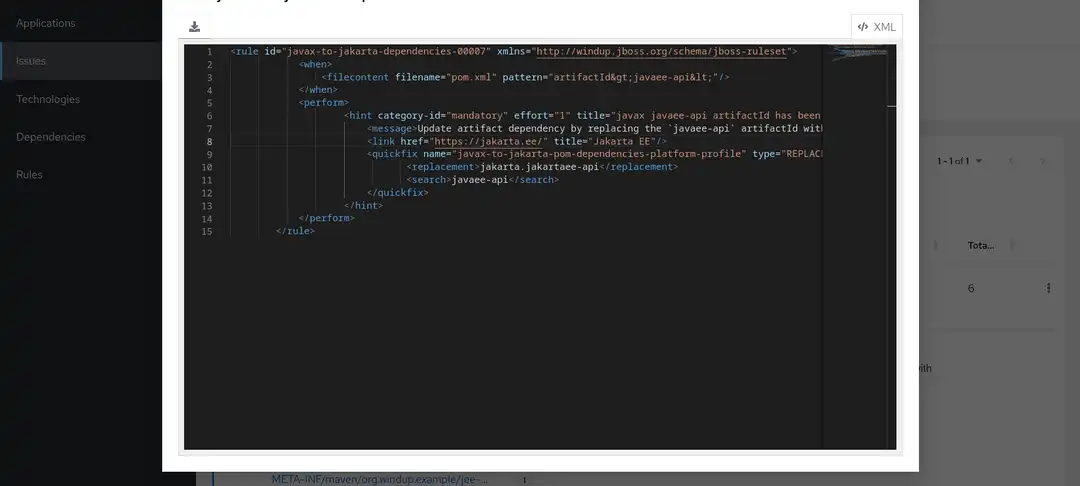 Applications
Issues
Technologies
Dependencies
Rules
XML
1 <rule id="javax-to-jakarta-dependencies-00007" xmlns="http://windup.jboss.org/schema/jboss-ruleset">
2 <when>
3 <filecontent filename="pom.xml" pattern="artifactId&gt;javaee-api&lt;"/>
4 </when>
5 <perform>
6 <hint category-id="mandatory" effort="1" title="javax javaee-api artifactId has been
7 <message>Update artifact dependency by replacing the `javaee-api` artifactId wit
8 <link href="https://jakarta.ee/" title="Jakarta EE"/>
9 <quickfix name="javax-to-jakarta-pom-dependencies-platform-profile" type="REPLAC
10 <replacement>jakarta.jakartaee-api</replacement>
11 <search>javaee-api</search>
12 </quickfix>
13 </hint>
14 </perform>
15 </rule>
1 - 1 of 1
Tota...
6
META-INF/maven/org.windup.example/jee-...
1